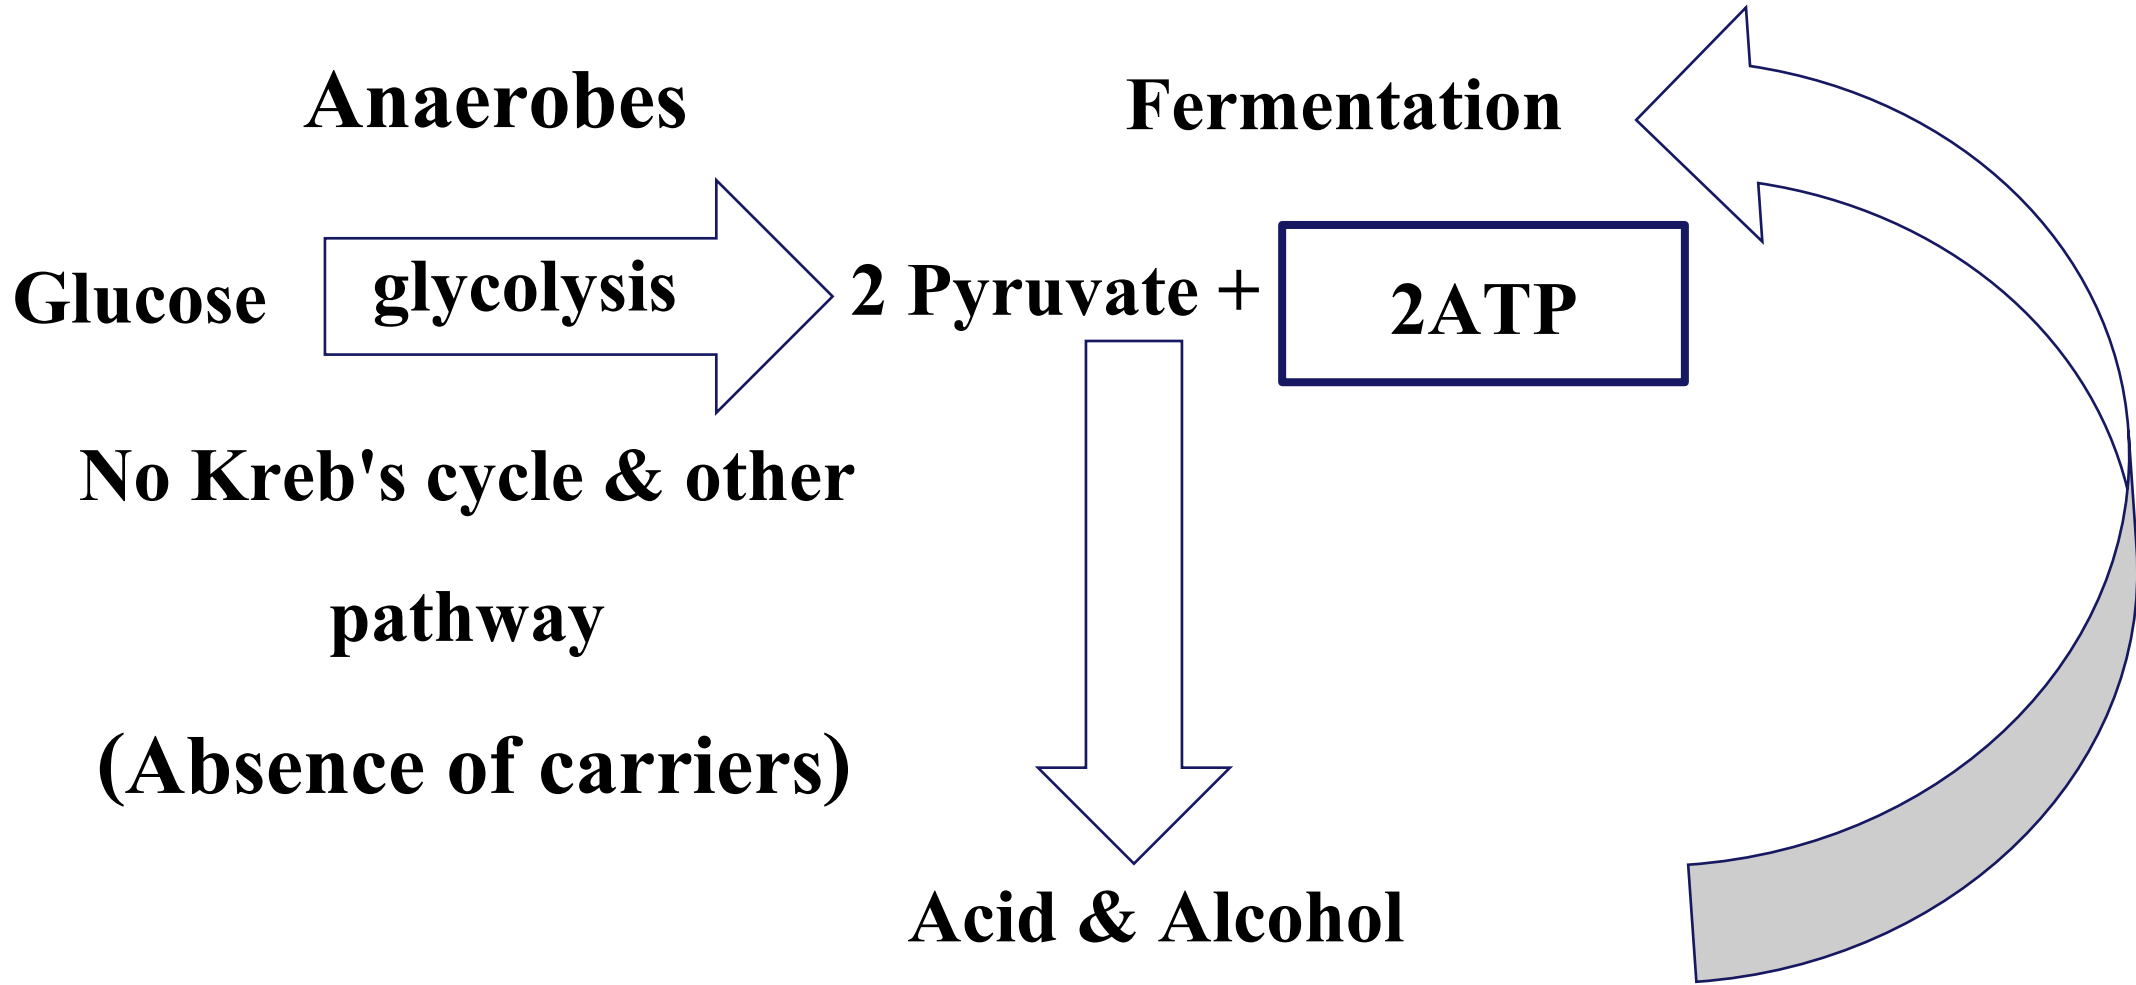 Anaerobes
Fermentation
Glucose
glycolysis
2 Pyruvate +
2ATP
No Kreb's cycle & other
pathway
(Absence of carriers)
Acid & Alcohol